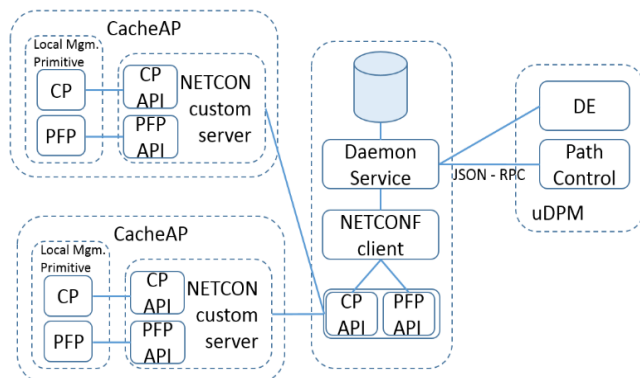 CacheAP
Local Mgm.
Primitive
CP
PFP
CP
API
PFP
API
NETCON
custom
server
CacheAP
Local Mgm.
Primitive
CP
PFP
CP
API
PFP
API
NETCON
custom
server
Daemon
Service
NETCONF
client
CP
API
PFP
API
JSON - RPC
DE
Path
Control
uDPM